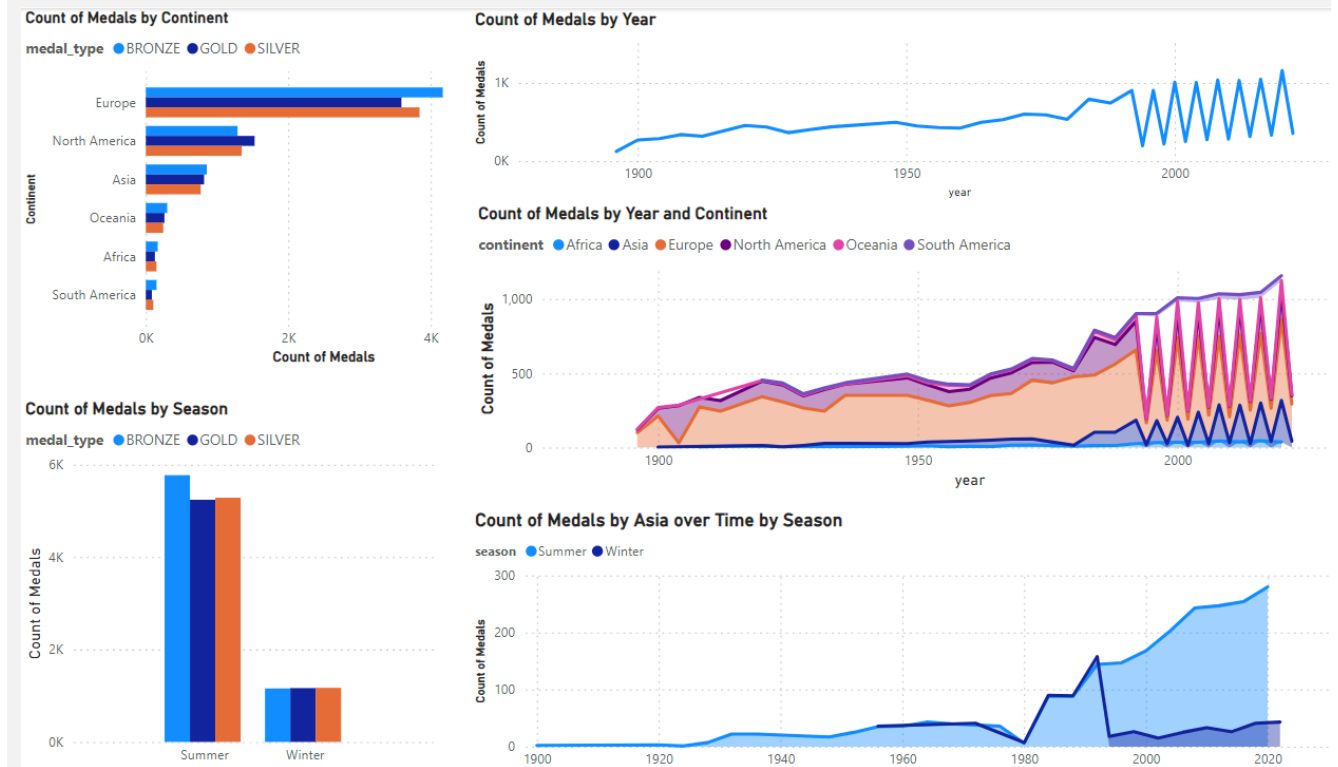 Count of Medals by Continent
medal_type BRONZE GOLD SILVER
Continent
Europe
North America
Asia
Oceania
Africa
South America
0K 2K 4K
Count of Medals
Count of Medals by Season
medal_type BRONZE GOLD SILVER
Count of Medals
6K
4K
2K
0K
Summer Winter
Count of Medals by Year
Count of Medals
1K
0K
1900 1950 2000
year
Count of Medals by Year and Continent
continent Africa Asia Europe North America Oceania South America
Count of Medals
1,000
500
0
1900 1950 2000
year
Count of Medals by Asia over Time by Season
season Summer Winter
Count of Medals
300
200
100
0
1900 1920 1940 1960 1980 2000 2020